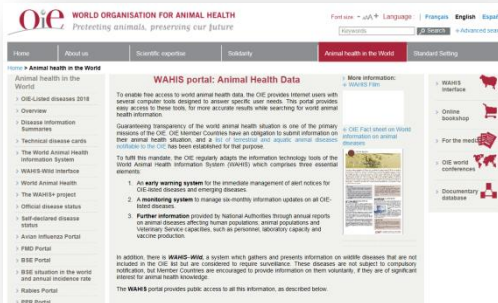 Oie WORLD ORGANISATION FOR ANIMAL HEALTH
Protecting animals, preserving our future
Font size - AA+ Language | Français English Españ
Keywords Search Advanced sear
Home About us Scientific expertise Solidarity Animal health in the World Standard Setting
Home > Animal health in the World
Animal health in the World
OIE-Listed diseases 2018
Overview
Disease Information Summaries
Technical disease cards
The World Animal Health Information System
WAHIS-Wild Interface
World Animal Health
The WAHIS+ project
Official disease status
Self-declared disease status
Avian Influenza Portal
FMD Portal
BSE Portal
BSE situation in the world and annual incidence rate
Rabies Portal
PPR Portal
WAHIS portal: Animal Health Data
To enable free access to world animal health data, the OIE provides Internet users with
several computer tools designed to answer specific user needs. This portal provides
easy access to these tools, for more accurate results while searching for world animal
health information.
Guaranteeing transparency of the world animal health situation is one of the primary
missions of the OIE. OIE Member Countries have an obligation to submit information on
their animal health situation, and a list of terrestrial and aquatic animal diseases
notifiable to the OIE has been established for that purpose.
To fulfil this mandate, the OIE regularly adapts the information technology tools of the
World Animal Health Information System (WAHIS) which comprises three essential
elements:
1. An early warning system for the immediate management of alert notices for
OIE-listed diseases and emerging diseases.
2. A monitoring system to manage six-monthly information updates on all OIE-
listed diseases.
3. Further information provided by National Authorities through annual reports
on animal diseases affecting human populations, animal populations and
Veterinary Service capacities, such as personnel, laboratory capacity and
vaccine production.
In addition, there is WAHIS-Wild, a system which gathers and presents information on wildlife diseases that are not
included in the OIE list but are considered to require surveillance. These diseases are not subject to compulsory
notification, but Member Countries are encouraged to provide information on them voluntarily, if they are of significant
interest for animal health knowledge.
The WAHIS portal provides public access to all this information, as described below.
More information:
WAHIS Film
OIE Fact sheet on World
information on animal
diseases
WAHIS
Interface
Online
bookshop
For the media
OIE world
conferences
Documentary
database